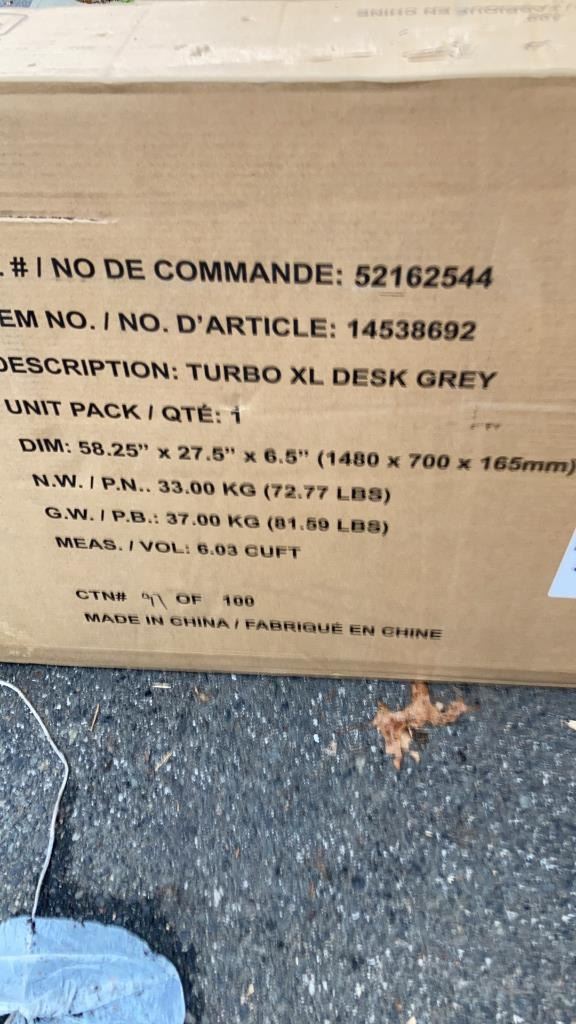 . # / NO DE COMMANDE: 52162544
EM NO. / NO. D'ARTICLE: 14538692
DESCRIPTION: TURBO XL DESK GREY
UNIT PACK / QTÉ: 1
DIM: 58.25" x 27.5" x 6.5" (1480 x 700 x 165mm)
N.W. / P.N.. 33.00 KG (72.77 LBS)
G.W. / P.B.: 37.00 KG (81.59 LBS)
MEAS. / VOL: 6.03 CUFT
CTN# OF 100
MADE IN CHINA / FABRIQUÉ EN CHINE